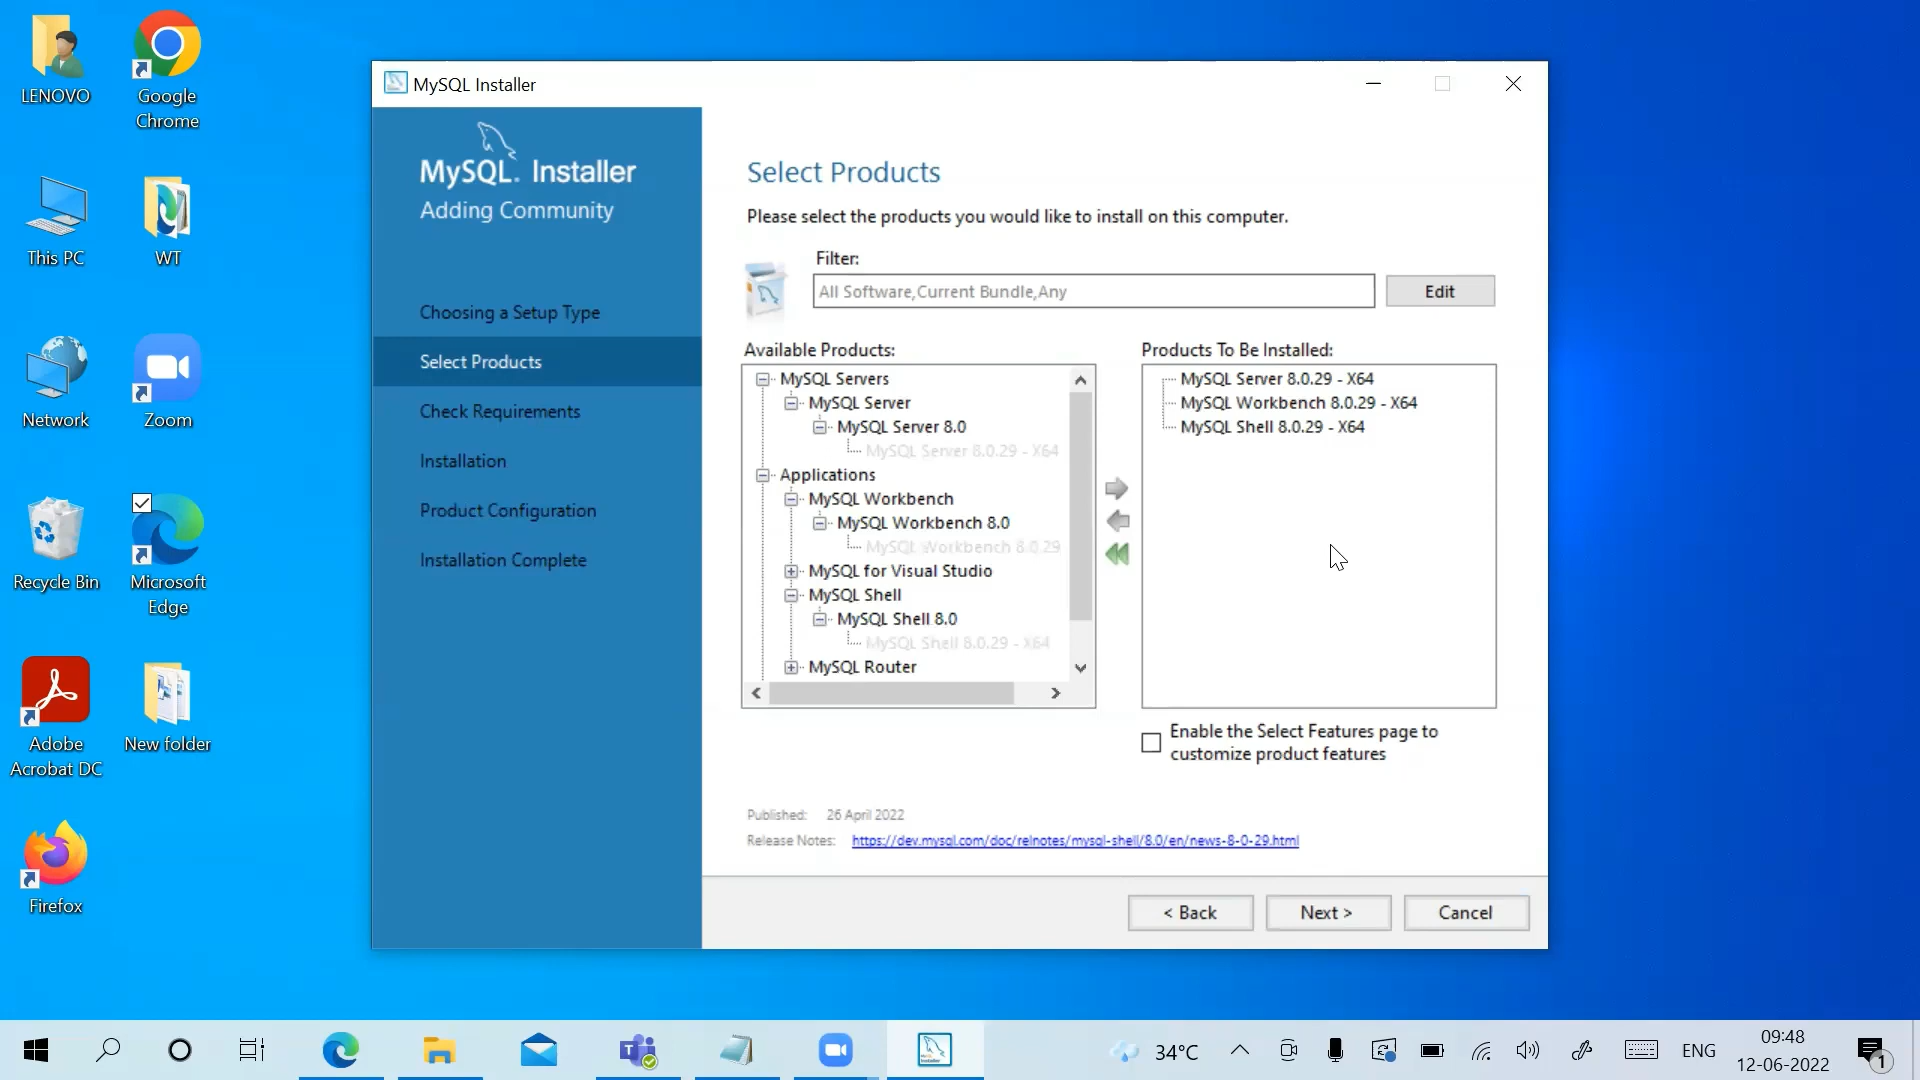 LENOVO
Google
Chrome
This PC
WT
Network
Zoom
Recycle Bin
Microsoft
Edge
Adobe
Acrobat DC
New folder
Firefox
MySQL Installer
MySQL. Installer
Adding Community
Choosing a Setup Type
Select Products
Check Requirements
Installation
Product Configuration
Installation Complete
Select Products
Please select the products you would like to install on this computer.
Filter:
All Software,Current Bundle,Any
Edit
Available Products:
MySQL Servers
MySQL Server
MySQL Server 8.0
MySQL Server 8.0.29 - X64
Applications
MySQL Workbench
MySQL Workbench 8.0
MySQL Workbench 8.0.29
MySQL for Visual Studio
MySQL Shell
MySQL Shell 8.0
MySQL Shell 8.0.29 - X64
MySQL Router
Products To Be Installed:
MySQL Server 8.0.29 - X64
MySQL Workbench 8.0.29 - X64
MySQL Shell 8.0.29 - X64
Enable the Select Features page to
customize product features
Published: 26 April 2022
Release Notes: https://dev.mysql.com/doc/relnotes/mysql-shell/8.0/en/news-8-0-29.html
< Back
Next >
Cancel
34°C
ENG
09:48
12-06-2022
1